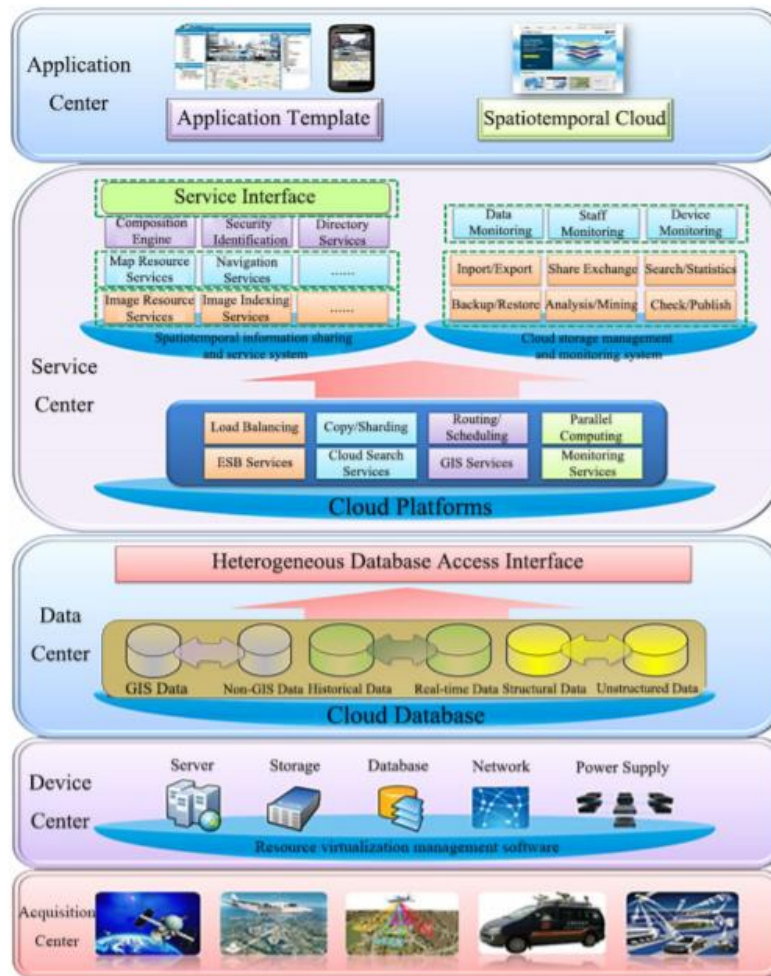 Application
Center
Application Template
Spatiotemporal Cloud
Service Interface
Composition
Engine
Security
Identification
Directory
Services
Map Resource
Services
Navigation
Services
......
Image Resource
Services
Image Indexing
Services
......
Spatiotemporal information sharing
and service system
Data
Monitoring
Staff
Monitoring
Device
Monitoring
Inport/Export
Share Exchange
Search/Statistics
Backup/Restore
Analysis/Mining
Check/Publish
Cloud storage management
and monitoring system
Service
Center
Load Balancing
Copy/Sharding
Routing/
Scheduling
Parallel
Computing
ESB Services
Cloud Search
Services
GIS Services
Monitoring
Services
Cloud Platforms
Heterogeneous Database Access Interface
Data
Center
GIS Data
Non-GIS Data
Historical Data
Real-time Data
Structural Data
Unstructured Data
Cloud Database
Device
Center
Server
Storage
Database
Network
Power Supply
Resource virtualization management software
Acquisition
Center